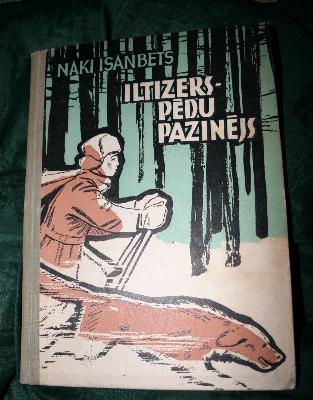 NAKI ISANBETS
ILTIZERS-
PĒDU
PAZINĒJS